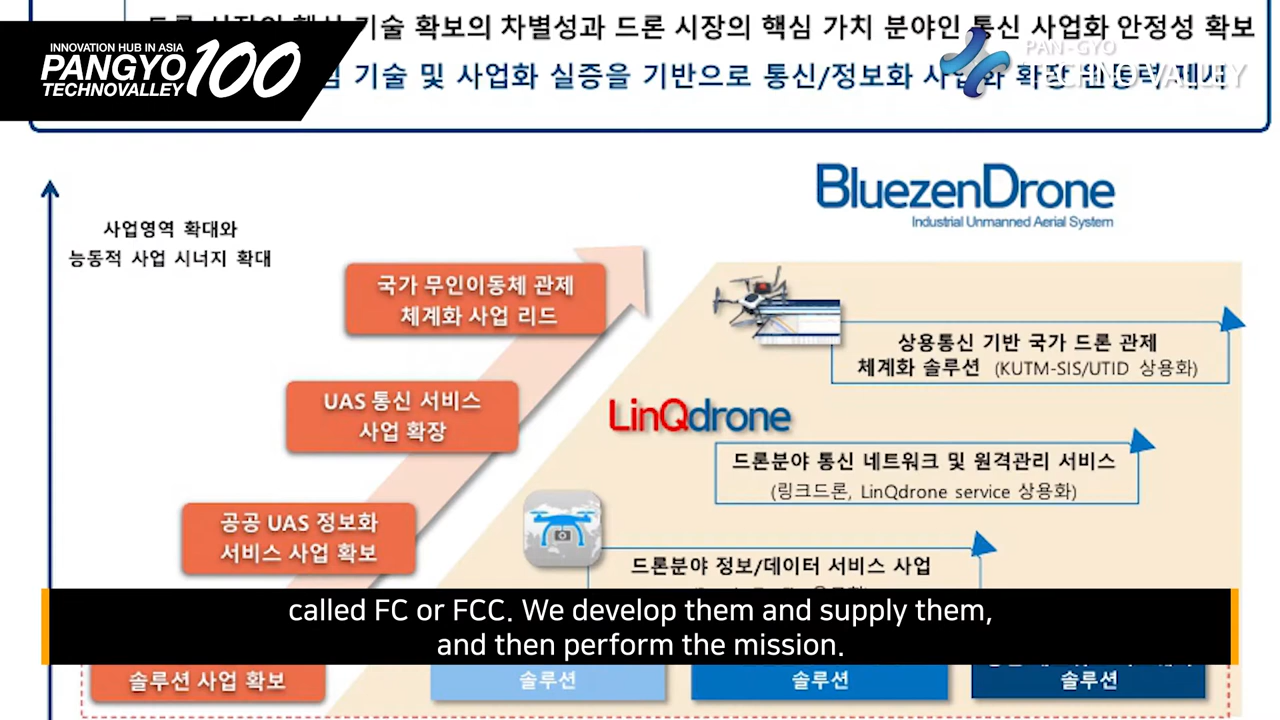 기술 확보의 차별성과 드론 시장의 핵심 가치 분야인 통신 사업화 안정성 확보
INNOVATION HUB IN ASIA
PANGYO 100
TECHNOVALLEY
PAN-GYO
TECHNO VALLEY
기술 및 사업화 실증을 기반으로 통신/정보화
BluezenDrone
Industrial Unmanned Aerial System
사업영역 확대와
능동적 사업 시너지 확대
국가 무인이동체 관제
체계화 사업 리드
상용통신 기반 국가 드론 관제
체계화 솔루션 (KUTM-SIS/UTID 상용화)
UAS 통신 서비스
사업 확장
LinQdrone
드론분야 통신 네트워크 및 원격관리 서비스
(링크드론, LinQdrone service 상용화)
공공 UAS 정보화
서비스 사업 확보
드론분야 정보/데이터 서비스 사업
called FC or FCC. We develop them and supply them,
and then perform the mission.
솔루션 사업 확보
솔루션
솔루션
솔루션